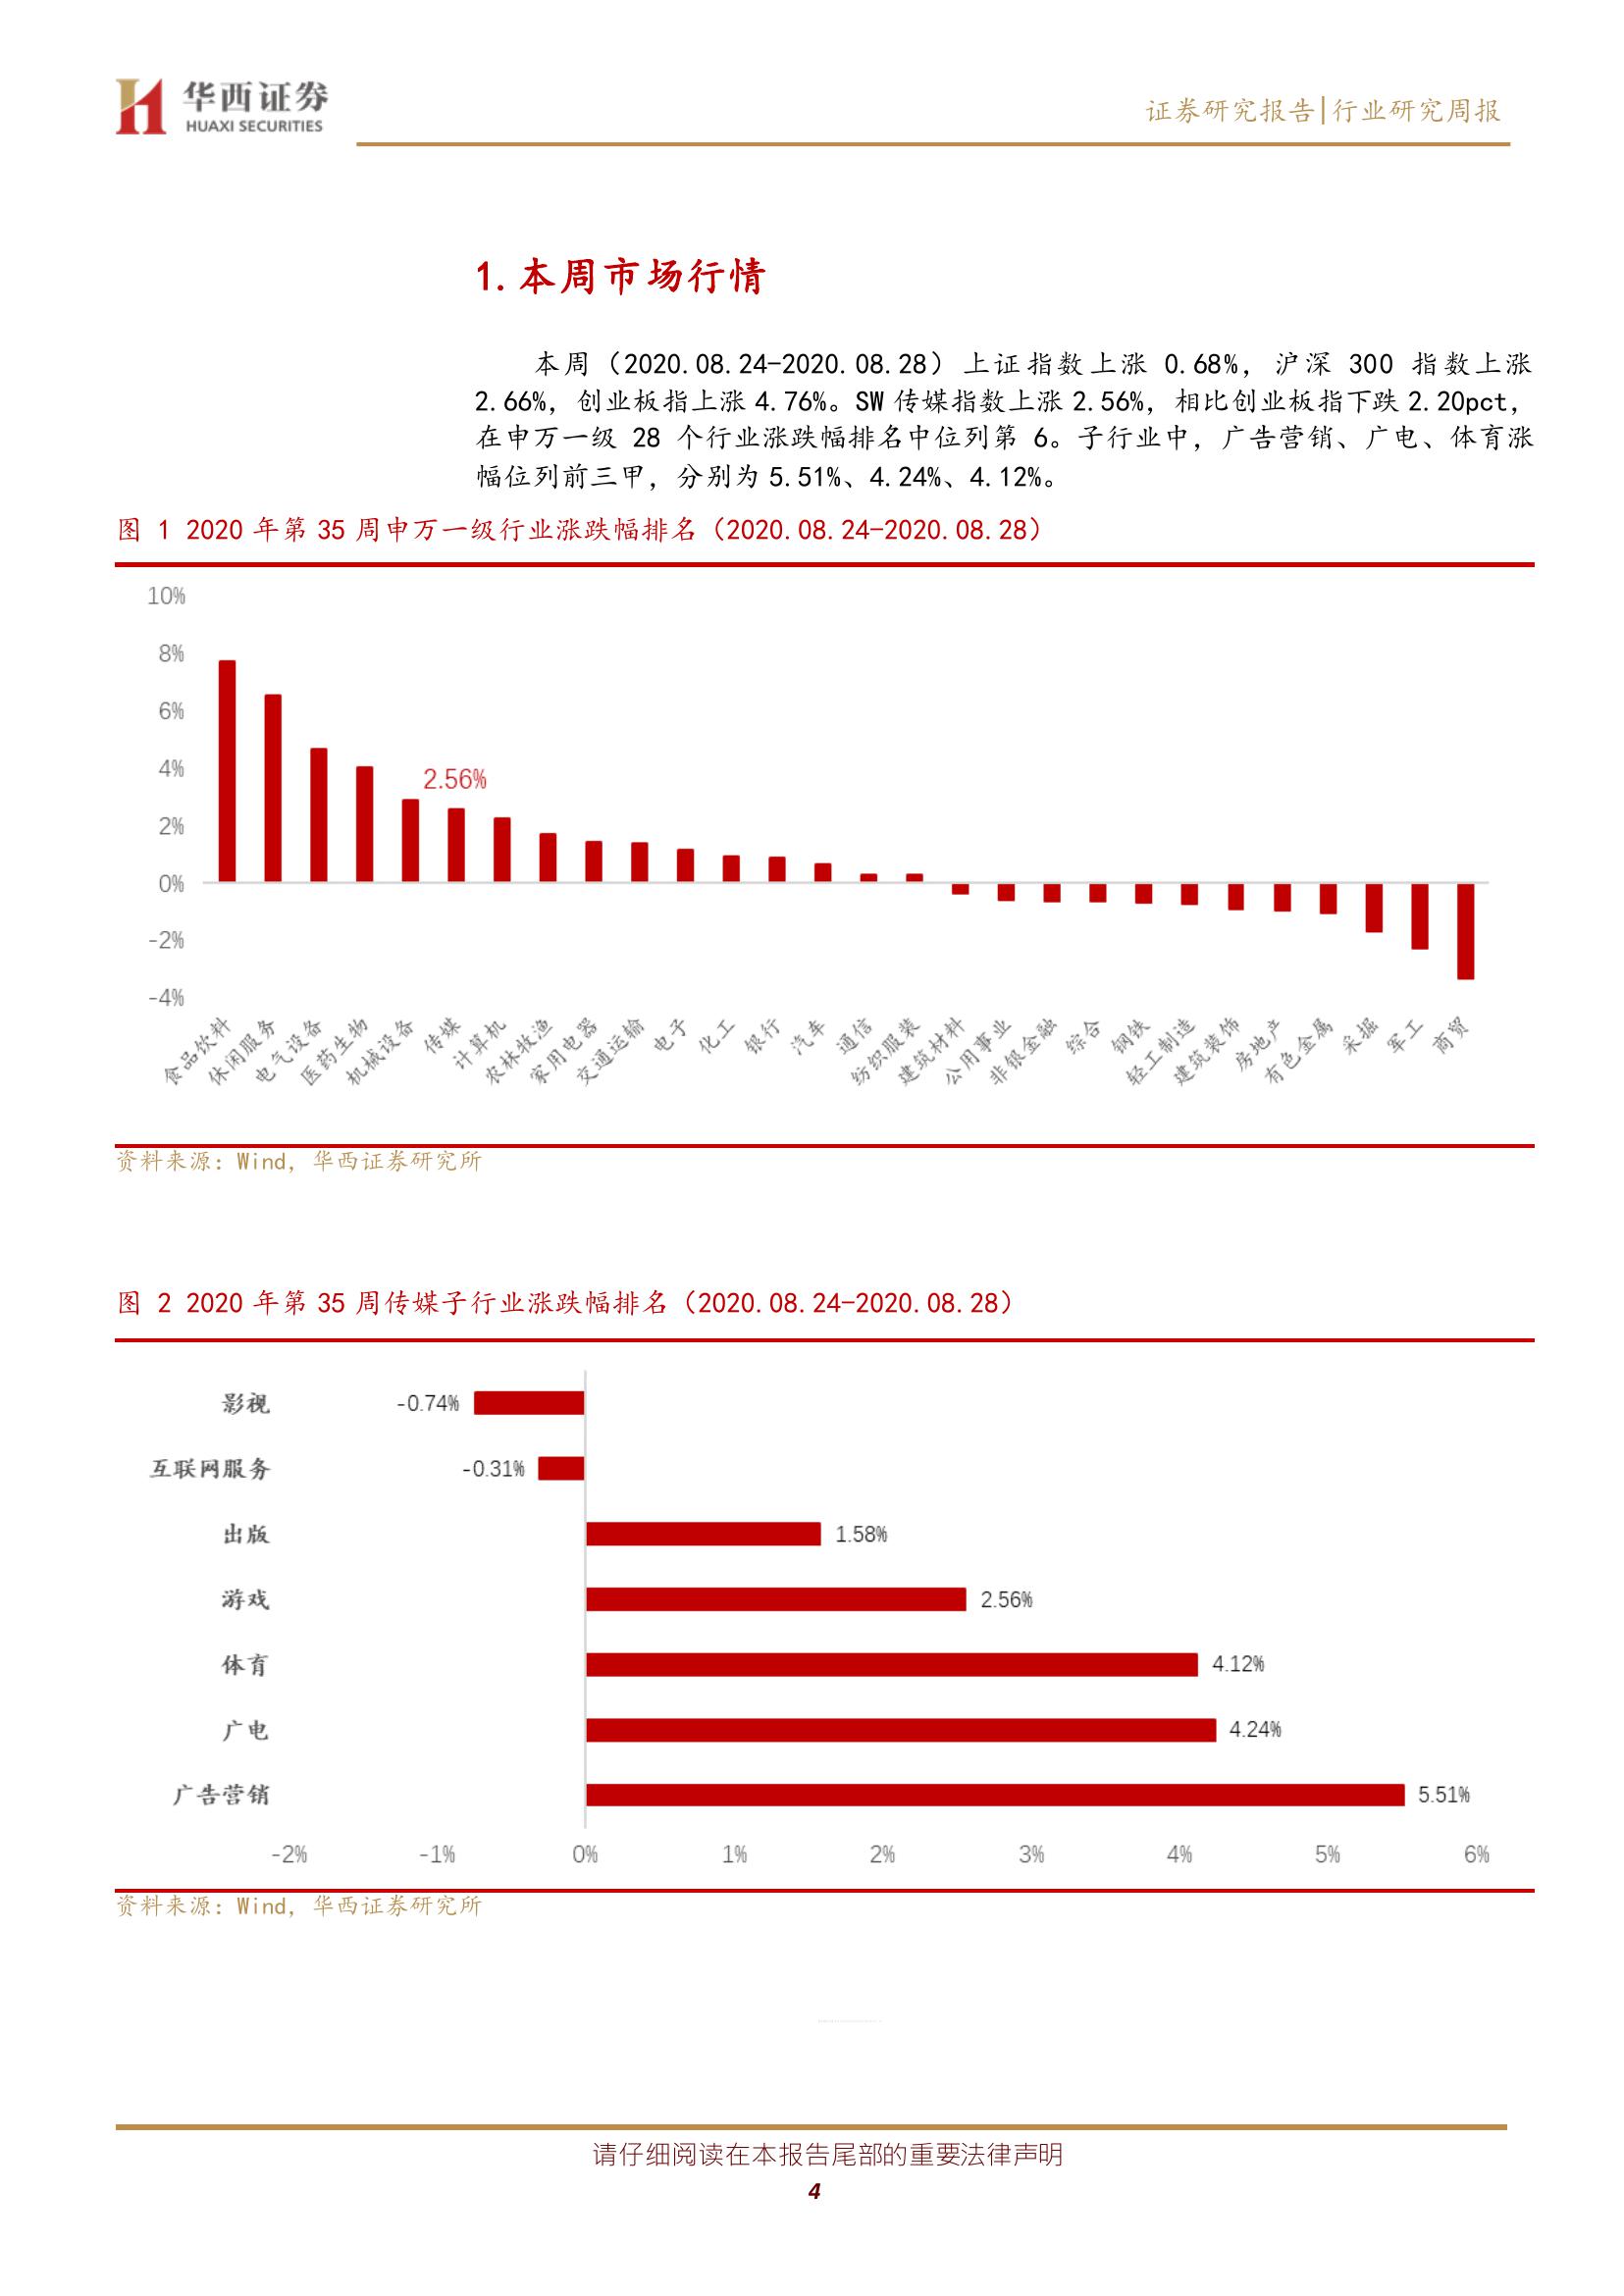 华西证券
HUAXI SECURITIES
证券研究报告|行业研究周报
1.本周市场行情
本周（2020.08.24-2020.08.28）上证指数上涨 0.68%，沪深 300 指数上涨
2.66%，创业板指上涨 4.76%。SW 传媒指数上涨 2.56%，相比创业板指下跌 2.20pct，
在申万一级 28 个行业涨跌幅排名中位列第 6。子行业中，广告营销、广电、体育涨
幅位列前三甲，分别为 5.51%、4.24%、4.12%。
图 1 2020 年第 35 周申万一级行业涨跌幅排名（2020.08.24-2020.08.28）
10%
8%
6%
4%
2%
0%
-2%
-4%
2.56%
食品饮料
休闲服务
电气设备
医药生物
机械设备
传媒
计算机
农林牧渔
家用电器
交通运输
电子
化工
银行
汽车
通信
纺织服装
建筑材料
公用事业
非银金融
综合
钢铁
轻工制造
建筑装饰
房地产
有色金属
采掘
军工
商贸
资料来源：Wind，华西证券研究所
图 2 2020 年第 35 周传媒子行业涨跌幅排名（2020.08.24-2020.08.28）
影视 -0.74%
互联网服务 -0.31%
出版 1.58%
游戏 2.56%
体育 4.12%
广电 4.24%
广告营销 5.51%
-2% -1% 0% 1% 2% 3% 4% 5% 6%
资料来源：Wind，华西证券研究所
请仔细阅读在本报告尾部的重要法律声明
4